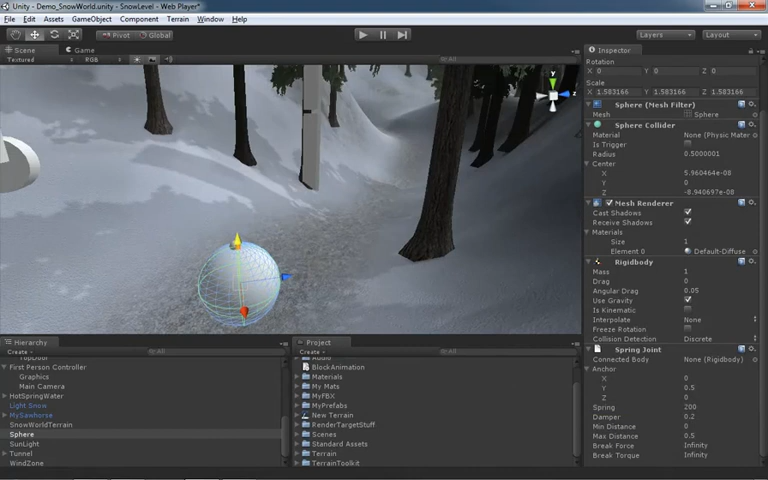 Unity - Demo_SnowWorld.unity - SnowLevel - Web Player*
File Edit Assets GameObject Component Terrain Window Help
Pivot Global Layers Layout
Scene Game
Textured RGB All
y
z
Inspector
Rotation
X 0 Y 0 Z 0
Scale
X 1.583166 Y 1.583166 Z 1.583166
Sphere (Mesh Filter)
Mesh Sphere
Sphere Collider
Material None (Physic Mater
Is Trigger
Radius 0.5000001
Center
X 5.960464e-08
Y 0
Z -8.940697e-08
Mesh Renderer
Cast Shadows
Receive Shadows
Materials
Size 1
Element 0 Default-Diffuse
Rigidbody
Mass 1
Drag 0
Angular Drag 0.05
Use Gravity
Is Kinematic
Interpolate None
Freeze Rotation
Collision Detection Discrete
Spring Joint
Connected Body None (Rigidbody)
Anchor
X 0
Y 0.5
Z 0
Spring 200
Damper 0.2
Min Distance 0
Max Distance 0.5
Break Force Infinity
Break Torque Infinity
Hierarchy
Create All
TopDoor
First Person Controller
Graphics
Main Camera
HotSpringWater
Light Snow
MySawhorse
SnowWorldTerrain
Sphere
SunLight
Tunnel
WindZone
Project
Create All
Audio
BlockAnimation
Materials
My Mats
MyFBX
MyPrefabs
New Terrain
RenderTargetStuff
Scenes
Standard Assets
Terrain
TerrainToolkit